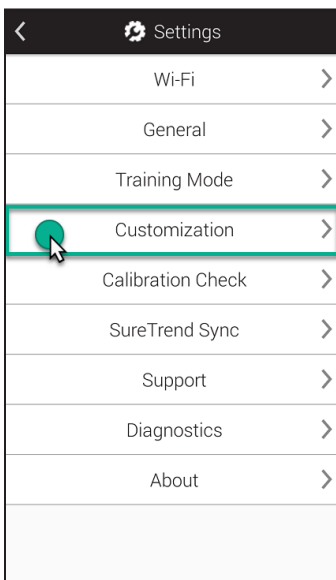 Settings
Wi-Fi
General
Training Mode
Customization
Calibration Check
SureTrend Sync
Support
Diagnostics
About